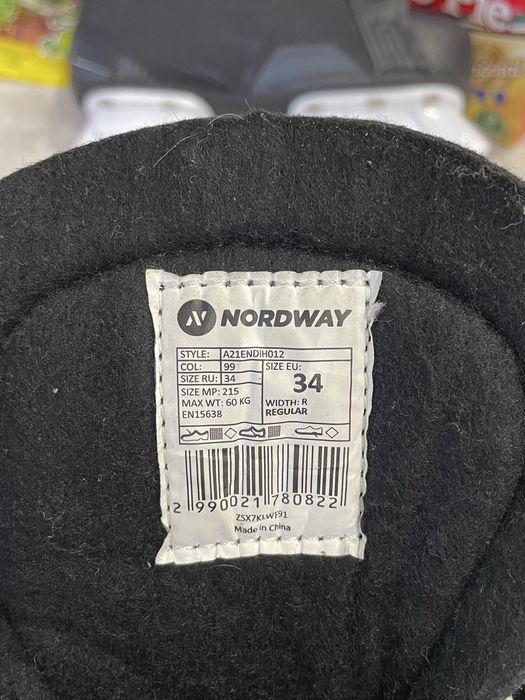 NORDWAY
STYLE: A21ENDIH012
COL: 99
SIZE RU: 34
SIZE MP: 215
MAX WT: 60 KG
EN15638
SIZE EU:
34
WIDTH: R
REGULAR
2 990021 780822
ZSX7KLWF91
Made in China